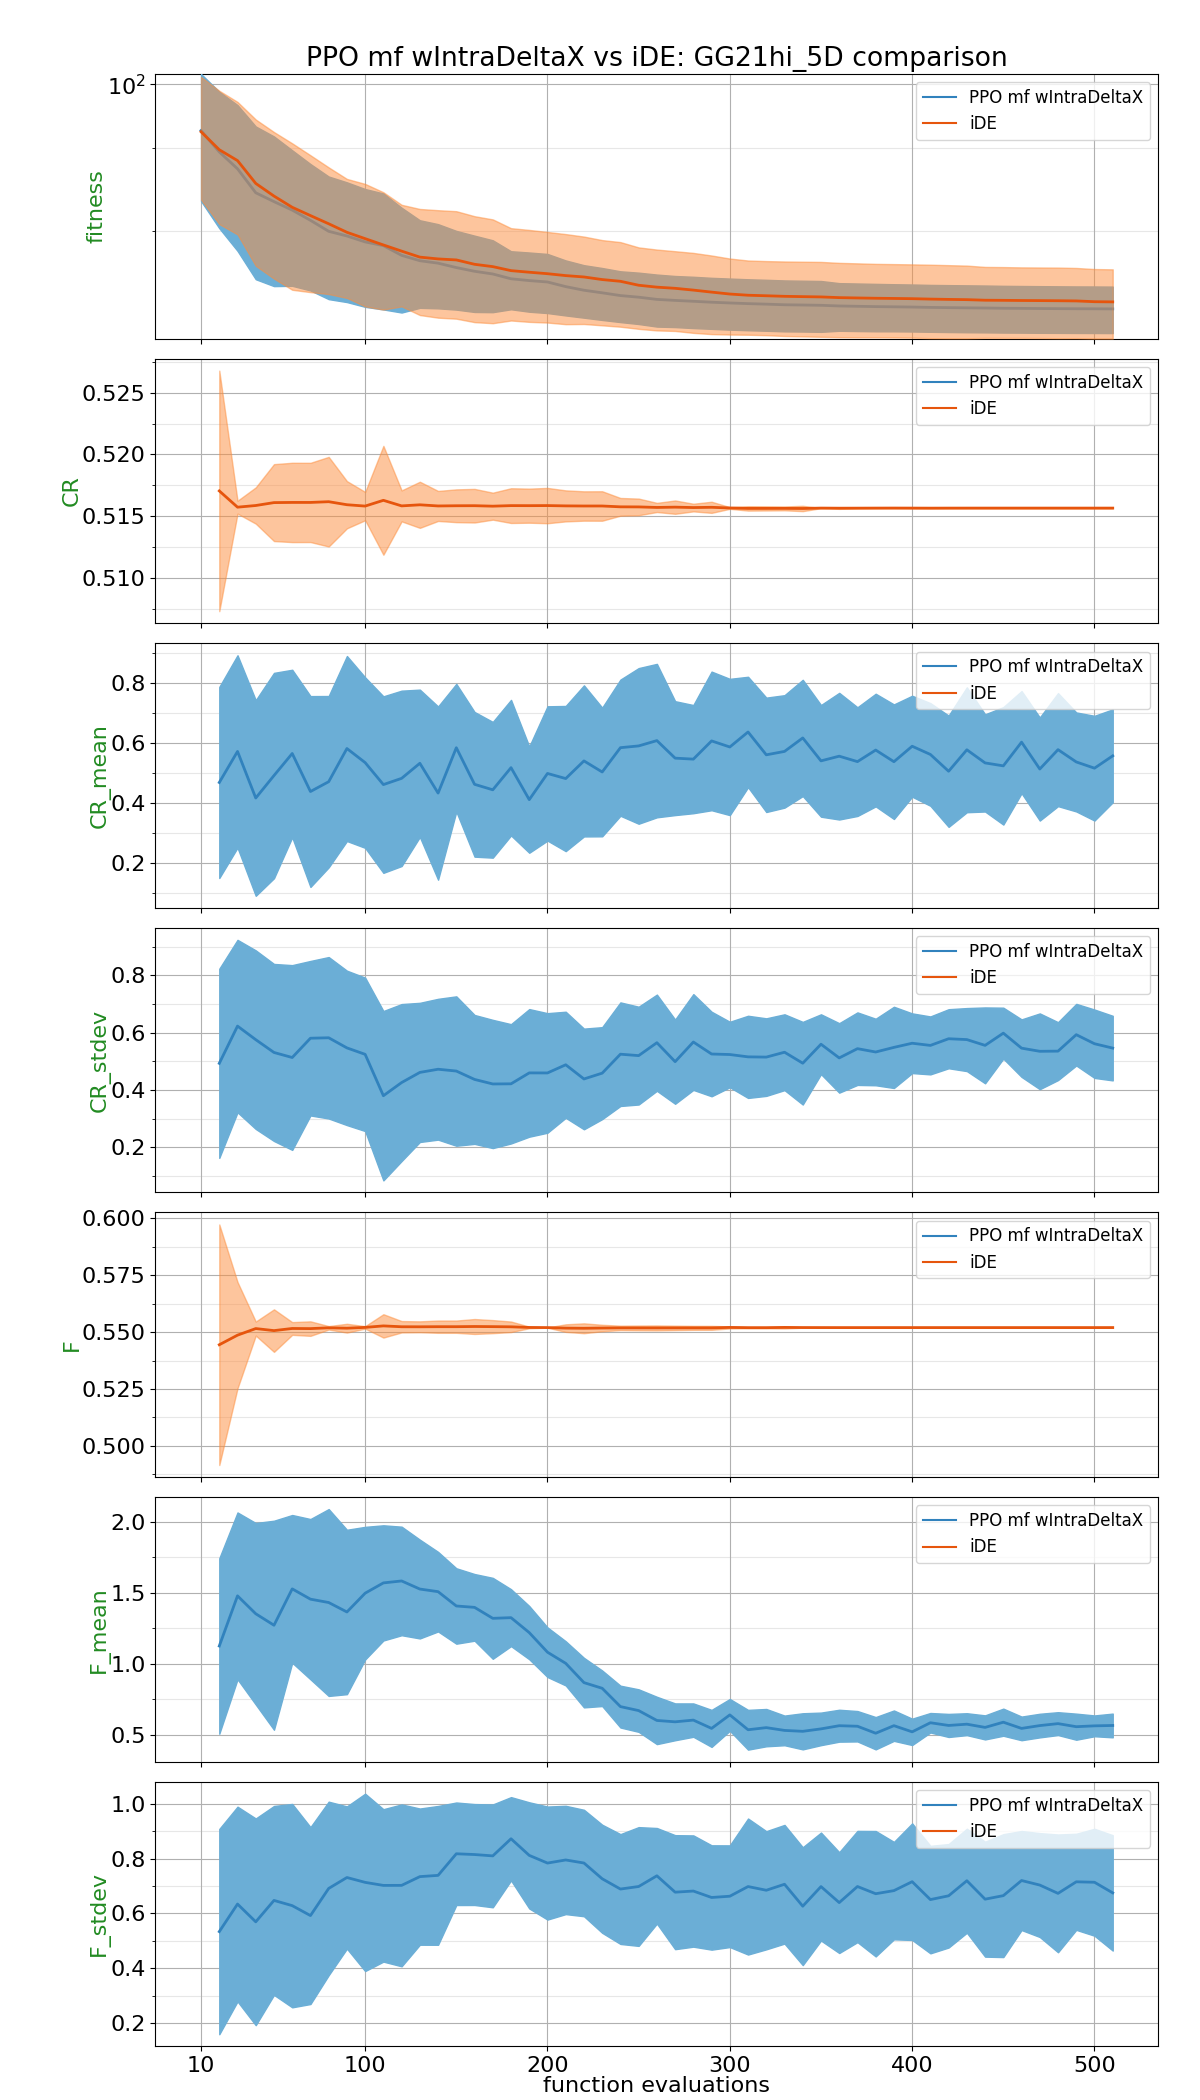 PPO mf wIntraDeltaX vs iDE: GG21hi_5D comparison
10²
fitness
PPO mf wIntraDeltaX
iDE
0.525
0.520
0.515
0.510
CR
PPO mf wIntraDeltaX
iDE
0.8
0.6
0.4
0.2
CR_mean
PPO mf wIntraDeltaX
iDE
0.8
0.6
0.4
0.2
CR_stdev
PPO mf wIntraDeltaX
iDE
0.600
0.575
0.550
0.525
0.500
F
PPO mf wIntraDeltaX
iDE
2.0
1.5
1.0
0.5
F_mean
PPO mf wIntraDeltaX
iDE
1.0
0.8
0.6
0.4
0.2
F_stdev
PPO mf wIntraDeltaX
iDE
10 100 200 300 400 500
function evaluations